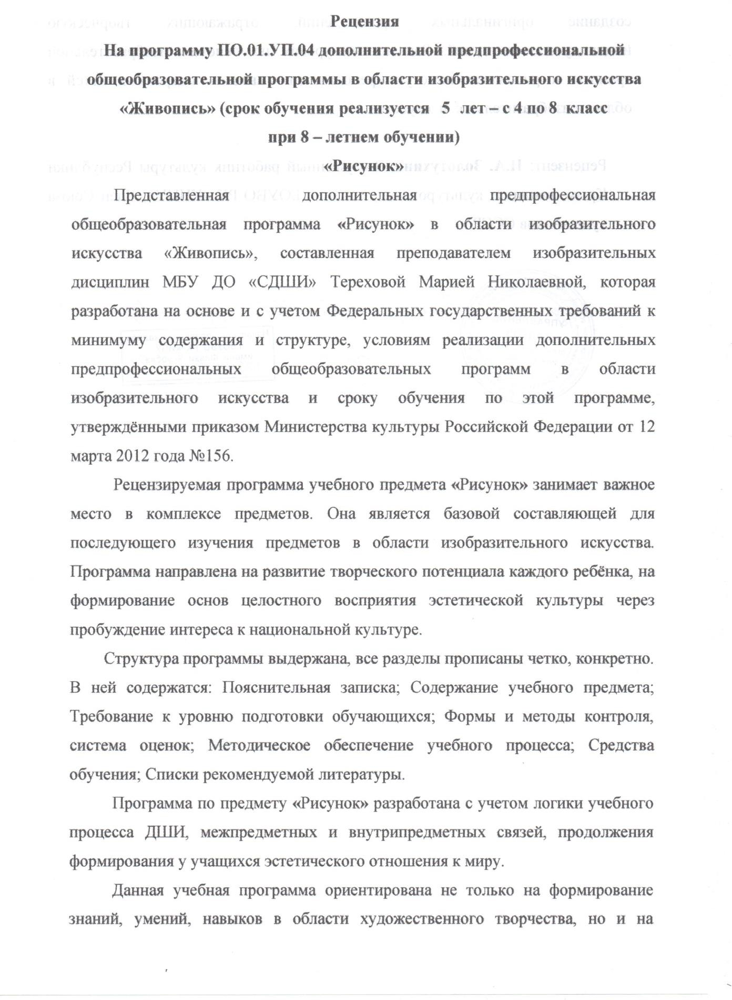 Рецензия
На программу ПО.01.УП.04 дополнительной предпрофессиональной
общеобразовательной программы в области изобразительного искусства
«Живопись» (срок обучения реализуется 5 лет – с 4 по 8 класс
при 8 – летнем обучении)
«Рисунок»
Представленная дополнительная предпрофессиональная
общеобразовательная программа «Рисунок» в области изобразительного
искусства «Живопись», составленная преподавателем изобразительных
дисциплин МБУ ДО «СДШИ» Тереховой Марией Николаевной, которая
разработана на основе и с учетом Федеральных государственных требований к
минимуму содержания и структуре, условиям реализации дополнительных
предпрофессиональных общеобразовательных программ в области
изобразительного искусства и сроку обучения по этой программе,
утверждёнными приказом Министерства культуры Российской Федерации от 12
марта 2012 года №156.
Рецензируемая программа учебного предмета «Рисунок» занимает важное
место в комплексе предметов. Она является базовой составляющей для
последующего изучения предметов в области изобразительного искусства.
Программа направлена на развитие творческого потенциала каждого ребёнка, на
формирование основ целостного восприятия эстетической культуры через
пробуждение интереса к национальной культуре.
Структура программы выдержана, все разделы прописаны четко, конкретно.
В ней содержатся: Пояснительная записка; Содержание учебного предмета;
Требование к уровню подготовки обучающихся; Формы и методы контроля,
система оценок; Методическое обеспечение учебного процесса; Средства
обучения; Списки рекомендуемой литературы.
Программа по предмету «Рисунок» разработана с учетом логики учебного
процесса ДШИ, межпредметных и внутрипредметных связей, продолжения
формирования у учащихся эстетического отношения к миру.
Данная учебная программа ориентирована не только на формирование
знаний, умений, навыков в области художественного творчества, но и на